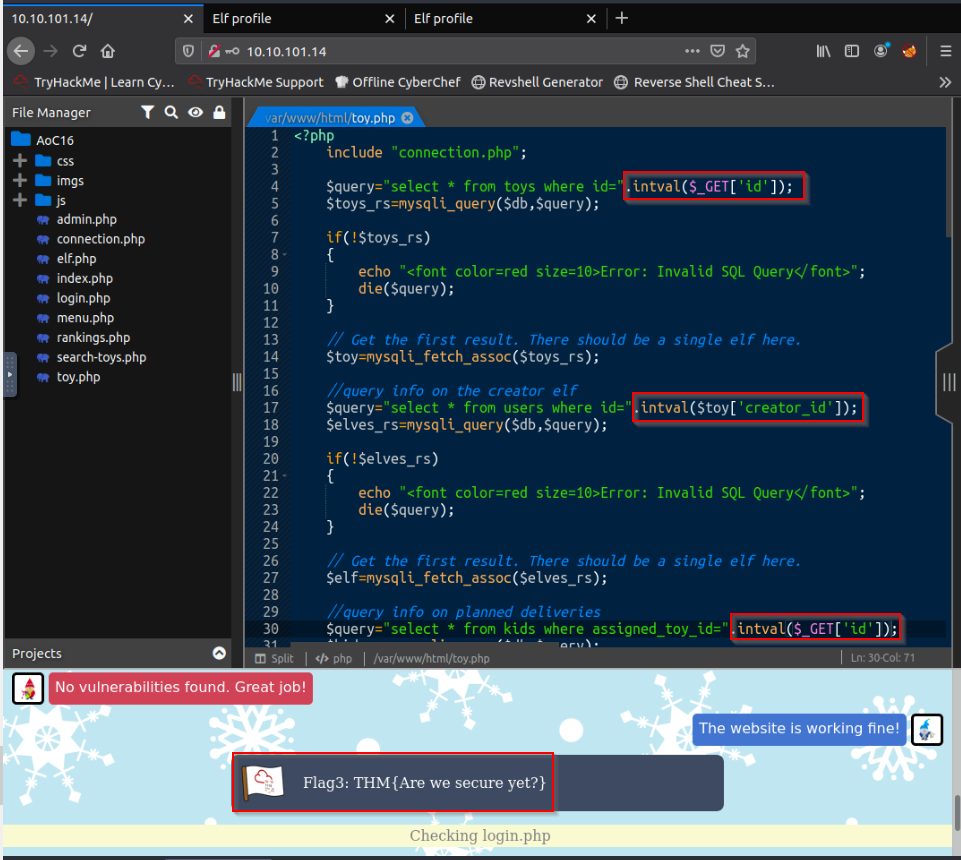 10.10.101.14/
Elf profile
Elf profile
10.10.101.14
TryHackMe | Learn Cy...
TryHackMe Support
Offline CyberChef
Revshell Generator
Reverse Shell Cheat S...
File Manager
AoC16
css
imgs
js
admin.php
connection.php
elf.php
index.php
login.php
menu.php
rankings.php
search-toys.php
toy.php
Projects
var/www/html/toy.php
1 <?php
2 include "connection.php";
3
4 $query="select * from toys where id=".intval($_GET['id']);
5 $toys_rs=mysqli_query($db,$query);
6
7 if(!$toys_rs)
8 {
9 echo "<font color=red size=10>Error: Invalid SQL Query</font>";
10 die($query);
11 }
12
13 // Get the first result. There should be a single elf here.
14 $toy=mysqli_fetch_assoc($toys_rs);
15
16 //query info on the creator elf
17 $query="select * from users where id=".intval($toy['creator_id']);
18 $elves_rs=mysqli_query($db,$query);
19
20 if(!$elves_rs)
21 {
22 echo "<font color=red size=10>Error: Invalid SQL Query</font>";
23 die($query);
24 }
25
26 // Get the first result. There should be a single elf here.
27 $elf=mysqli_fetch_assoc($elves_rs);
28
29 //query info on planned deliveries
30 $query="select * from kids where assigned_toy_id=".intval($_GET['id']);
31
Split </> php /var/www/html/toy.php Ln: 30-Col: 71
No vulnerabilities found. Great job!
The website is working fine!
Flag3: THM{Are we secure yet?}
Checking login.php